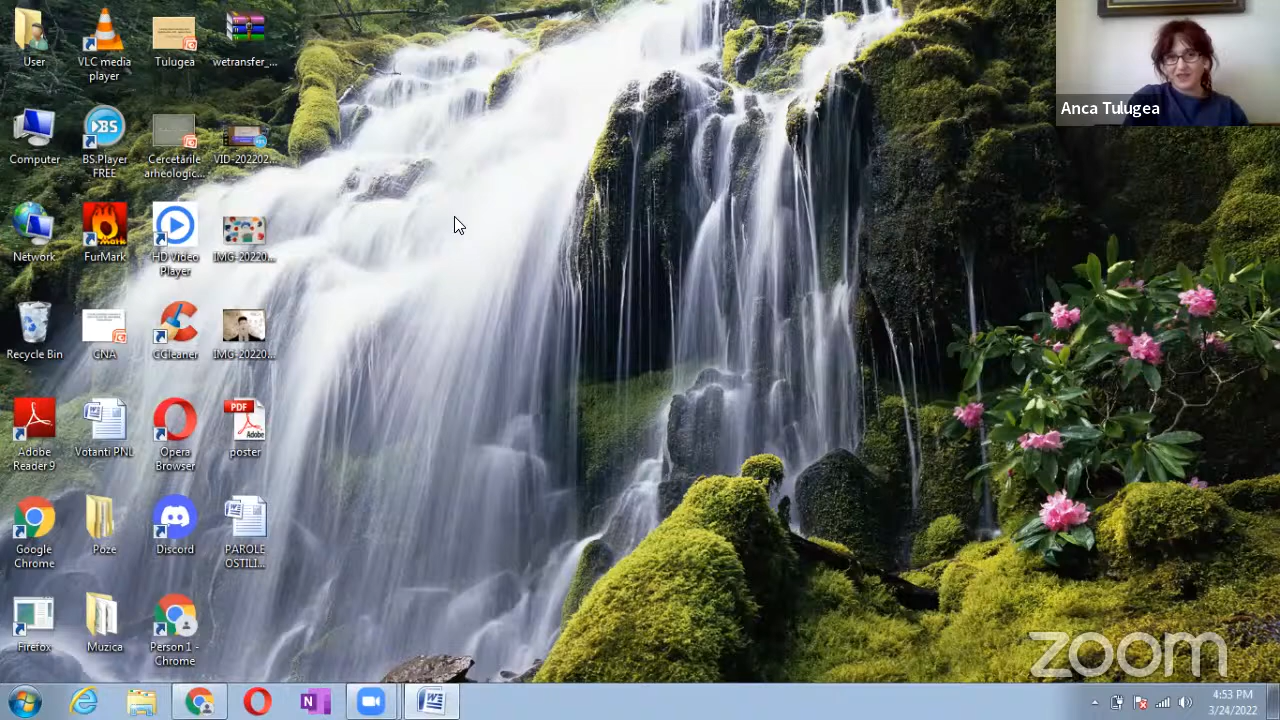 User
VLC media
player
Tulugea
wetransfer_...
Anca Tulugea
Computer
BS.Player
FREE
Cercetările
arheologic...
VID-202202...
Network
FurMark
HD Video
Player
IMG-20220...
Recycle Bin
CNA
CCleaner
IMG-20220...
PDF
Adobe
Adobe
Reader 9
Votanti PNL
Opera
Browser
poster
Google
Chrome
Poze
Discord
PAROLE
OSTILI...
Firefox
Muzica
Person 1 -
Chrome
zoom
4:53 PM
3/24/2022